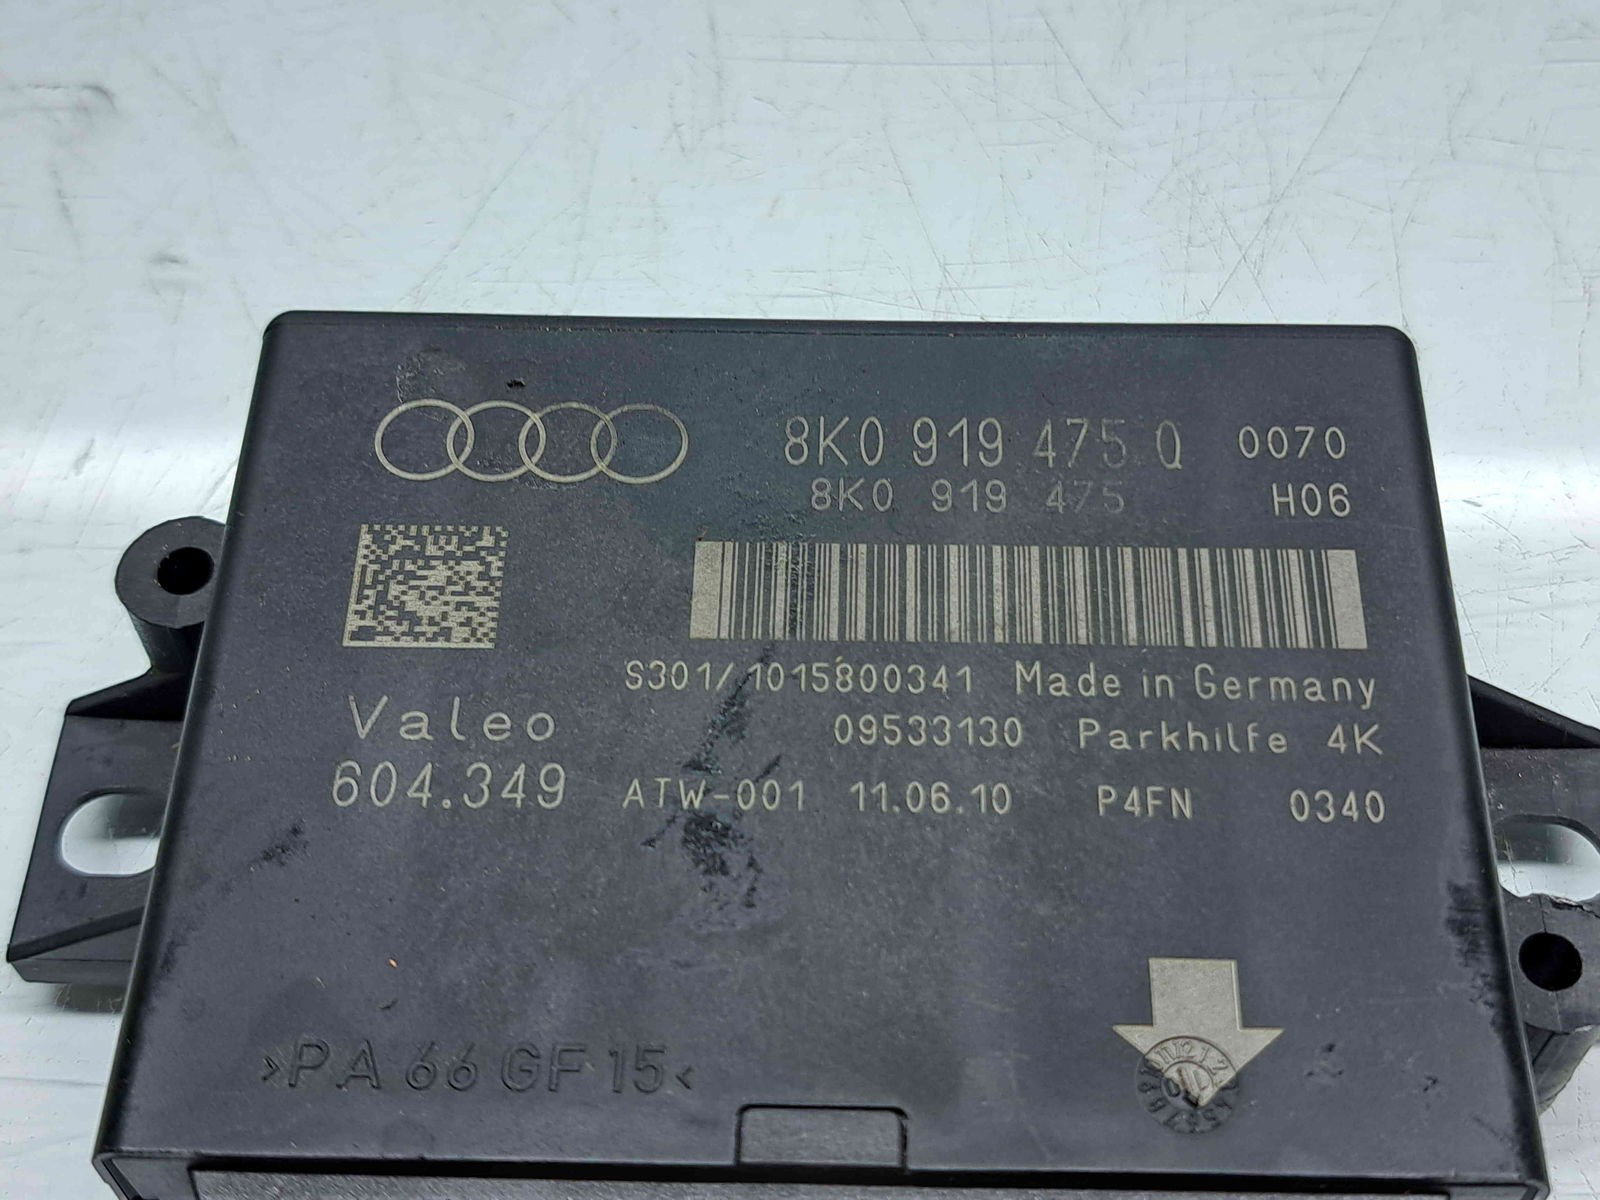 8K0 919 475 Q 0070
8K0 919 475 H06
S301/1015800341 Made in Germany
Valeo 09533130 Parkhilfe 4K
604.349 ATW-001 11.06.10 P4FN 0340
>PA 66 GF 15<